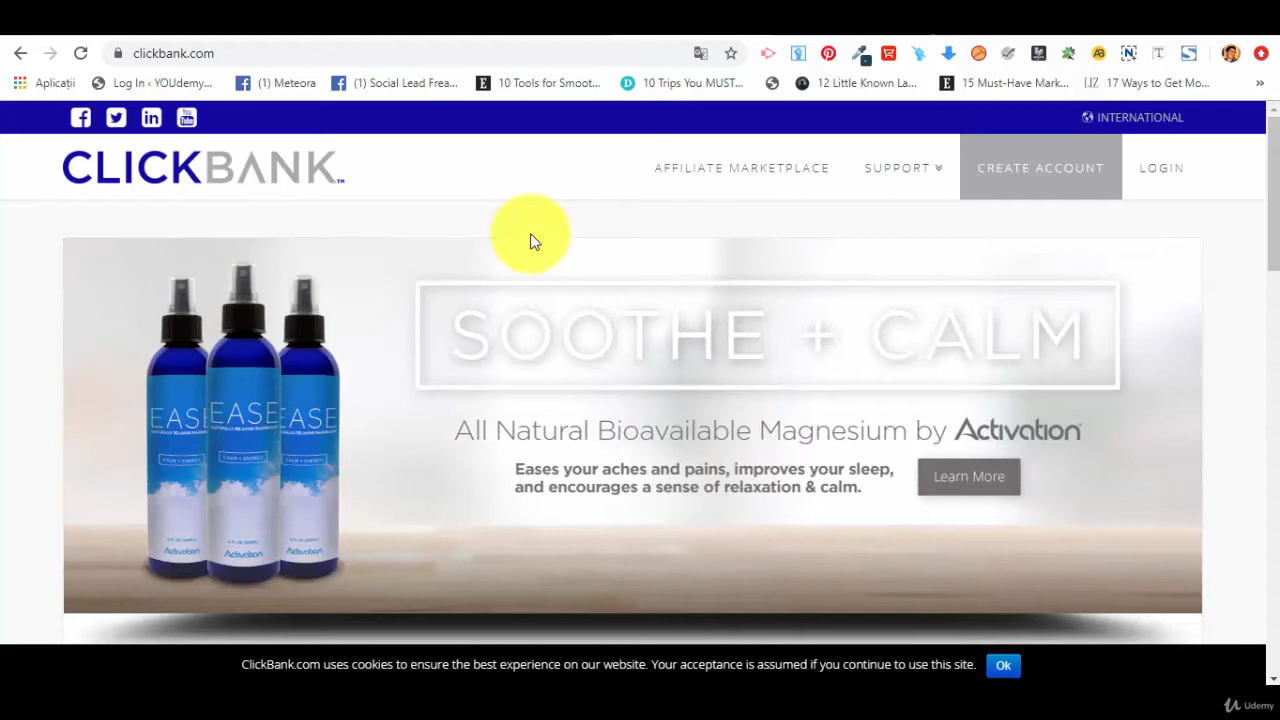 clickbank.com
Aplicații
Log In ‹ YOUdemy...
(1) Meteora
(1) Social Lead Frea...
10 Tools for Smoot...
10 Trips You MUST...
12 Little Known La...
15 Must-Have Mark...
17 Ways to Get Mo...
»
INTERNATIONAL
CLICKBANK™
AFFILIATE MARKETPLACE
SUPPORT
CREATE ACCOUNT
LOGIN
SOOTHE + CALM
All Natural Bioavailable Magnesium by Activation
Eases your aches and pains, improves your sleep,
and encourages a sense of relaxation & calm.
Learn More
EASE
EASE
EASE
CALM + ENERGY
Activation
Activation
Activation
ClickBank.com uses cookies to ensure the best experience on our website. Your acceptance is assumed if you continue to use this site.
Ok
Udemy